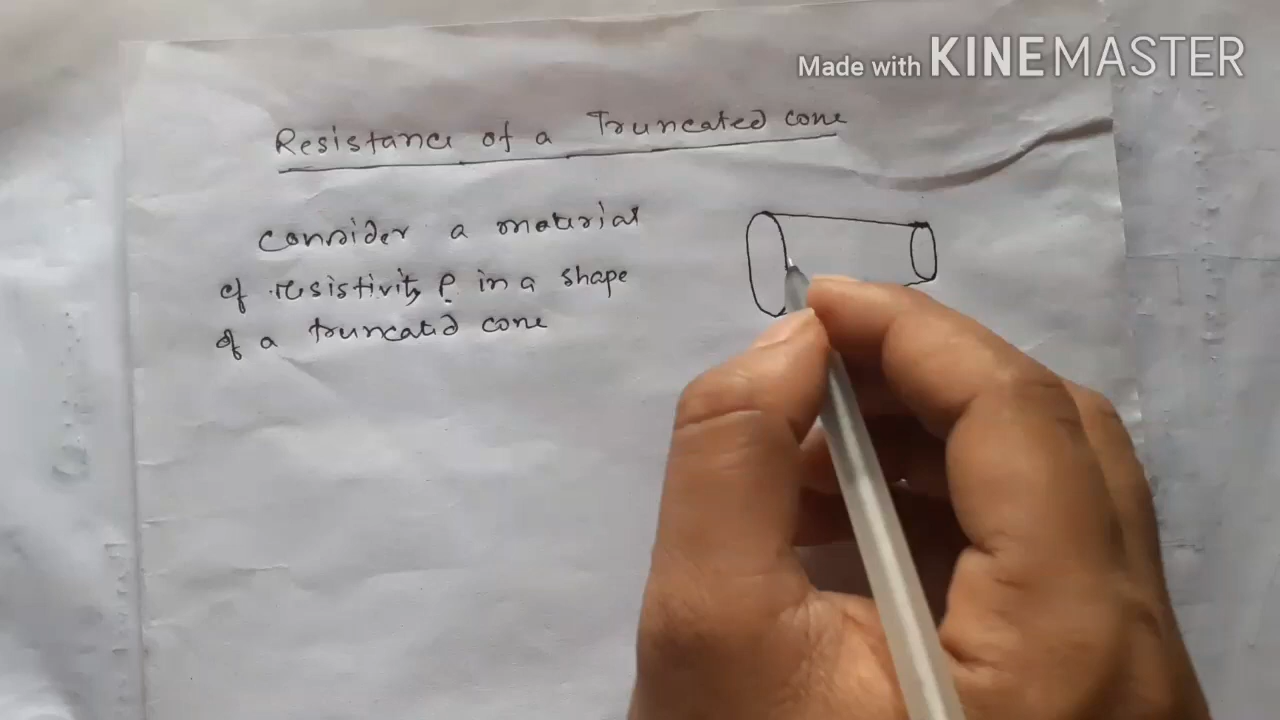 Made with KINEMASTER
Resistance of a Truncated cone
Consider a material
of resistivity ρ in a shape
of a truncated cone